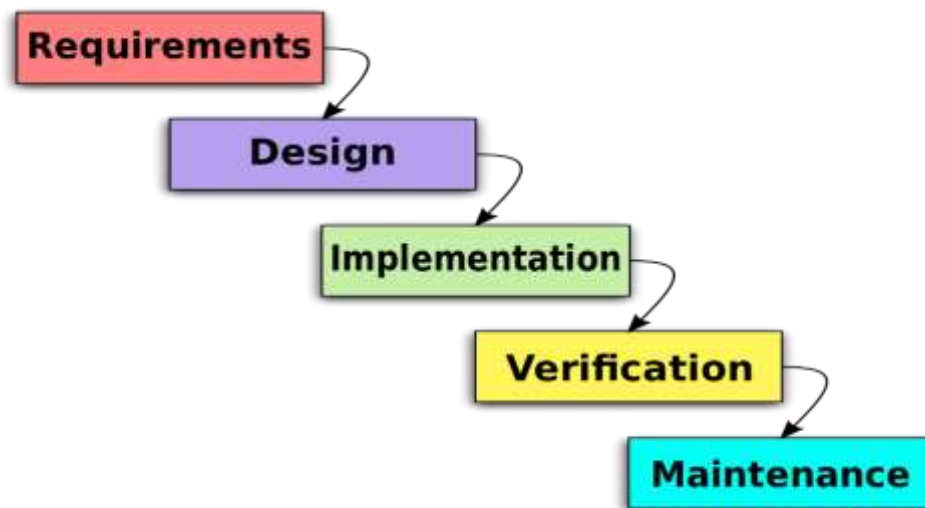 Requirements
Design
Implementation
Verification
Maintenance